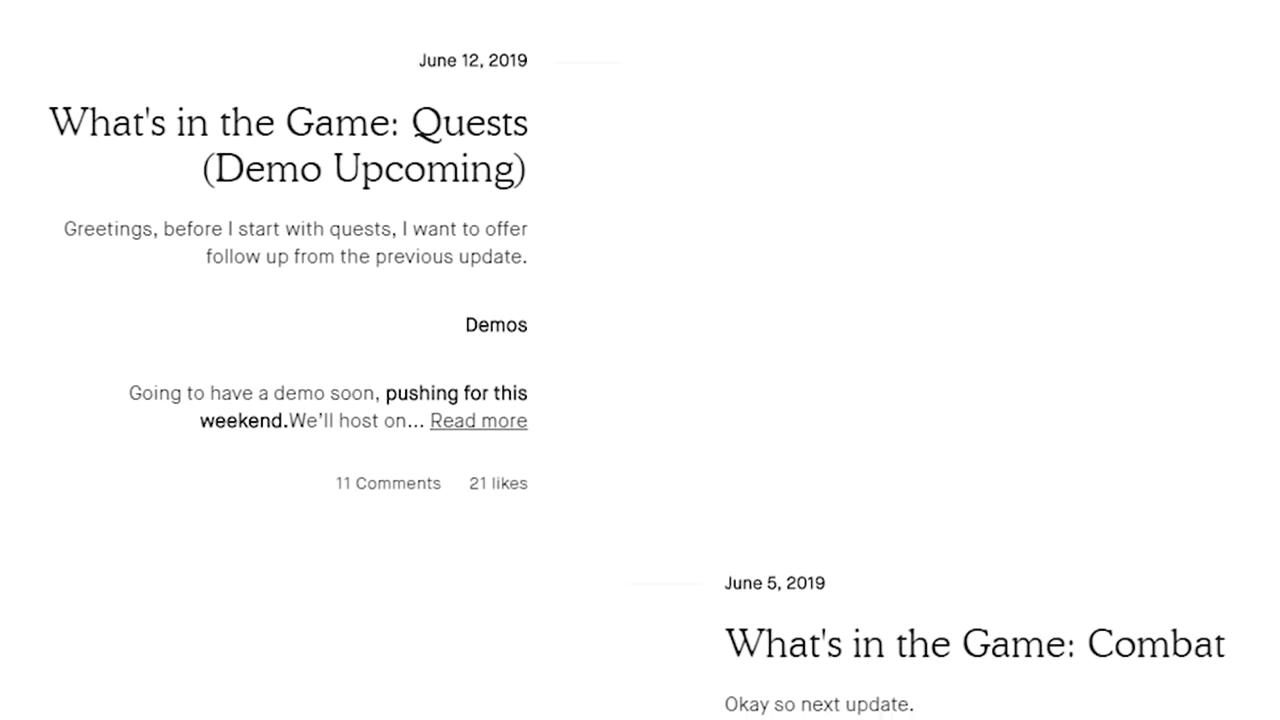 June 12, 2019
What's in the Game: Quests
(Demo Upcoming)
Greetings, before I start with quests, I want to offer
follow up from the previous update.
Demos
Going to have a demo soon, pushing for this
weekend.We'll host on... Read more
11 Comments 21 likes
June 5, 2019
What's in the Game: Combat
Okay so next update.